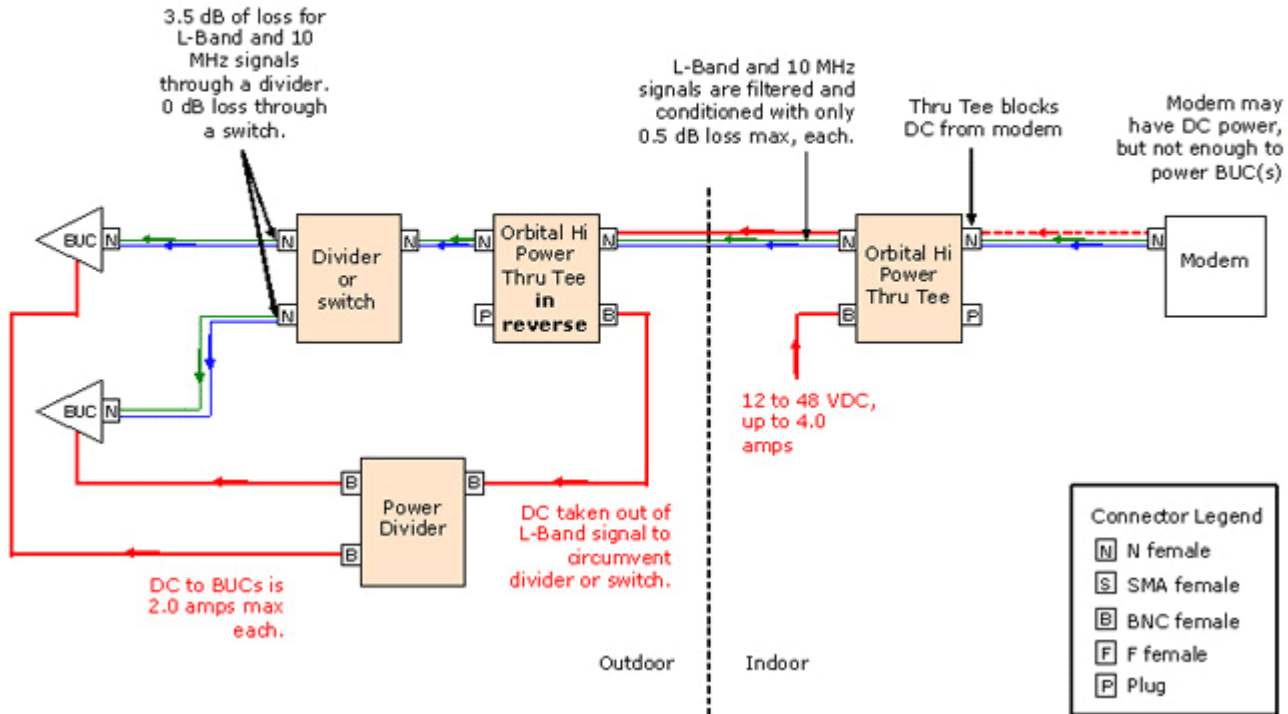 3.5 dB of loss for
L-Band and 10
MHz signals
through a divider.
0 dB loss through
a switch.
L-Band and 10 MHz
signals are filtered and
conditioned with only
0.5 dB loss max, each.
Thru Tee blocks
DC from modem
Modem may
have DC power,
but not enough to
power BUC(s)
BUC
N
N
Divider
or
switch
N
N
Orbital Hi
Power
Thru Tee
in
reverse
N
N
Orbital Hi
Power
Thru Tee
N
N
Modem
N
P
B
B
P
BUC
N
12 to 48 VDC,
up to 4.0
amps
B
Power
Divider
B
B
DC taken out of
L-Band signal to
circumvent
divider or switch.
DC to BUCs is
2.0 amps max
each.
Outdoor
Indoor
Connector Legend
N N female
S SMA female
B BNC female
F F female
P Plug